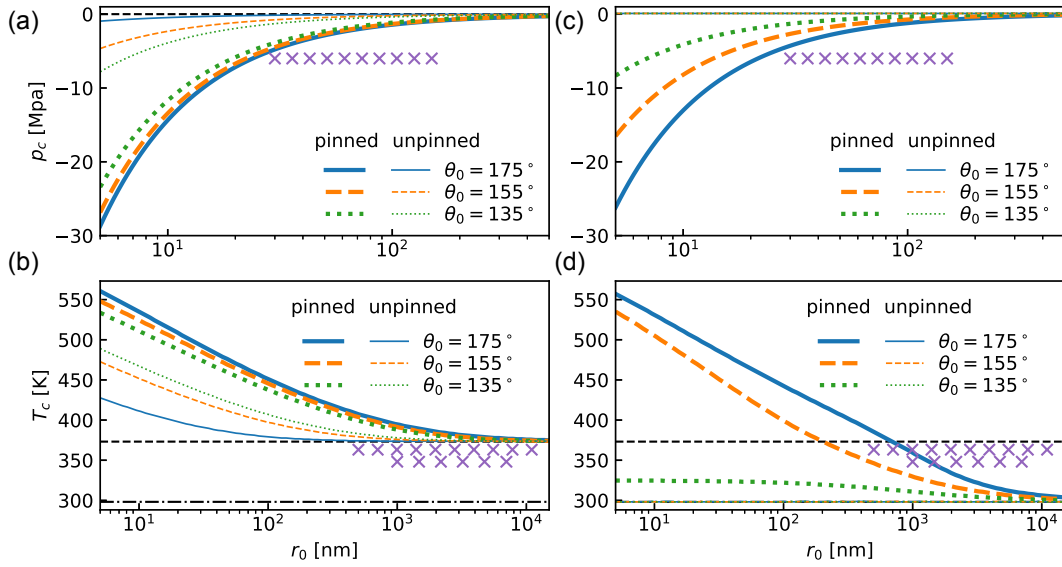 (a)
p_c [Mpa]
0
−10
−20
−30
10^1
10^2
pinned unpinned
θ_0 = 175°
θ_0 = 155°
θ_0 = 135°
(c)
0
−10
−20
−30
10^1
10^2
pinned unpinned
θ_0 = 175°
θ_0 = 155°
θ_0 = 135°
(b)
T_c [K]
550
500
450
400
350
300
10^1
10^2
10^3
10^4
r_0 [nm]
pinned unpinned
θ_0 = 175°
θ_0 = 155°
θ_0 = 135°
(d)
550
500
450
400
350
300
10^1
10^2
10^3
10^4
r_0 [nm]
pinned unpinned
θ_0 = 175°
θ_0 = 155°
θ_0 = 135°